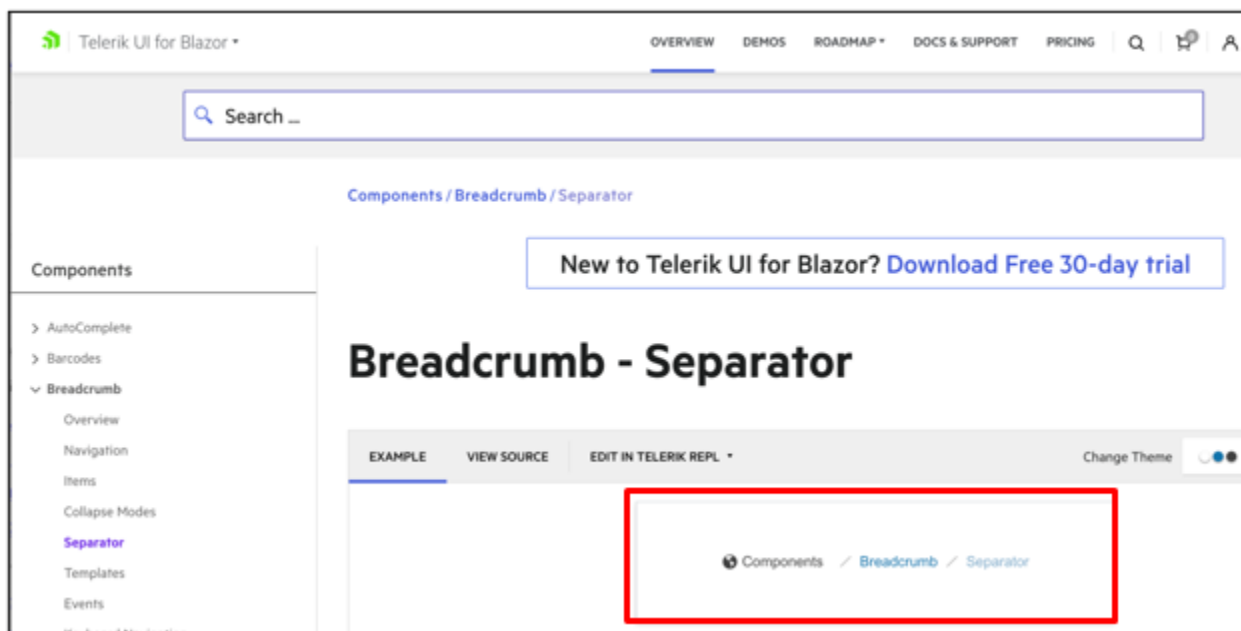 Telerik UI for Blazor
OVERVIEW DEMOS ROADMAP DOCS & SUPPORT PRICING 0
Search ...
Components / Breadcrumb / Separator
New to Telerik UI for Blazor? Download Free 30-day trial
Components
AutoComplete
Barcodes
Breadcrumb
Overview
Navigation
Items
Collapse Modes
Separator
Templates
Events
Breadcrumb - Separator
EXAMPLE VIEW SOURCE EDIT IN TELERIK REPL Change Theme
Components / Breadcrumb / Separator